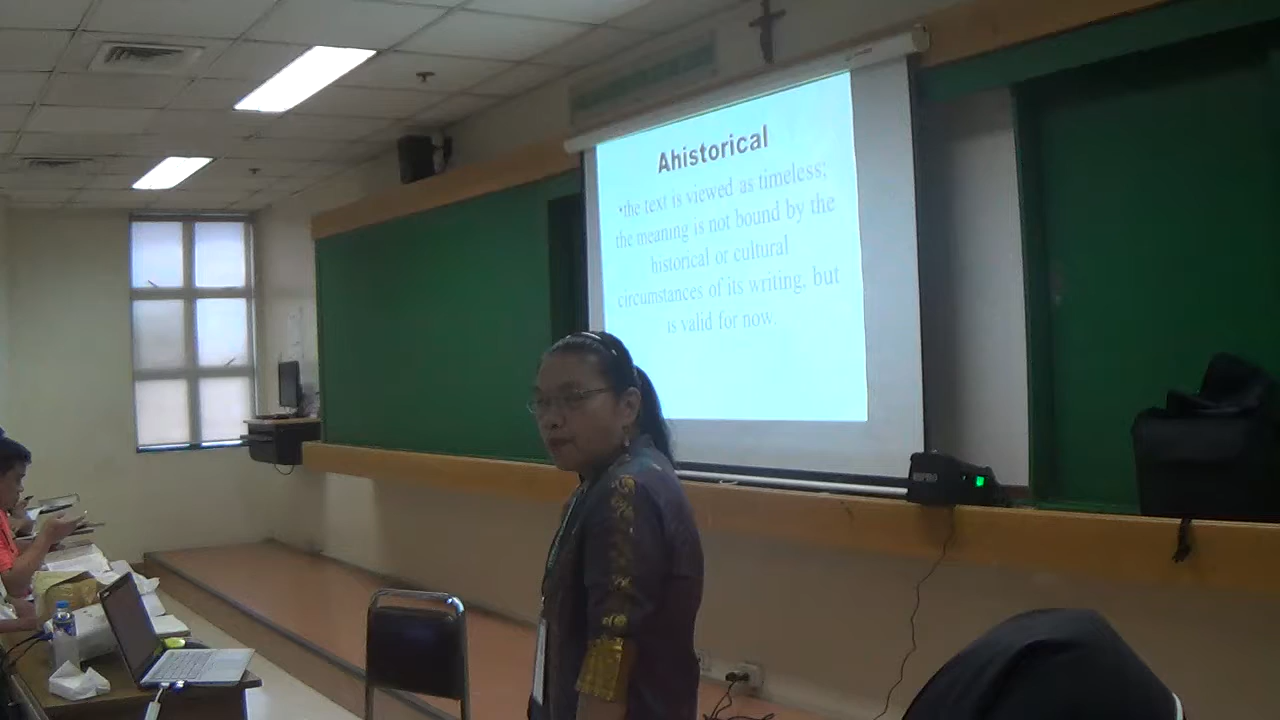 Ahistorical
•the text is viewed as timeless;
the meaning is not bound by the
historical or cultural
circumstances of its writing, but
is valid for now.